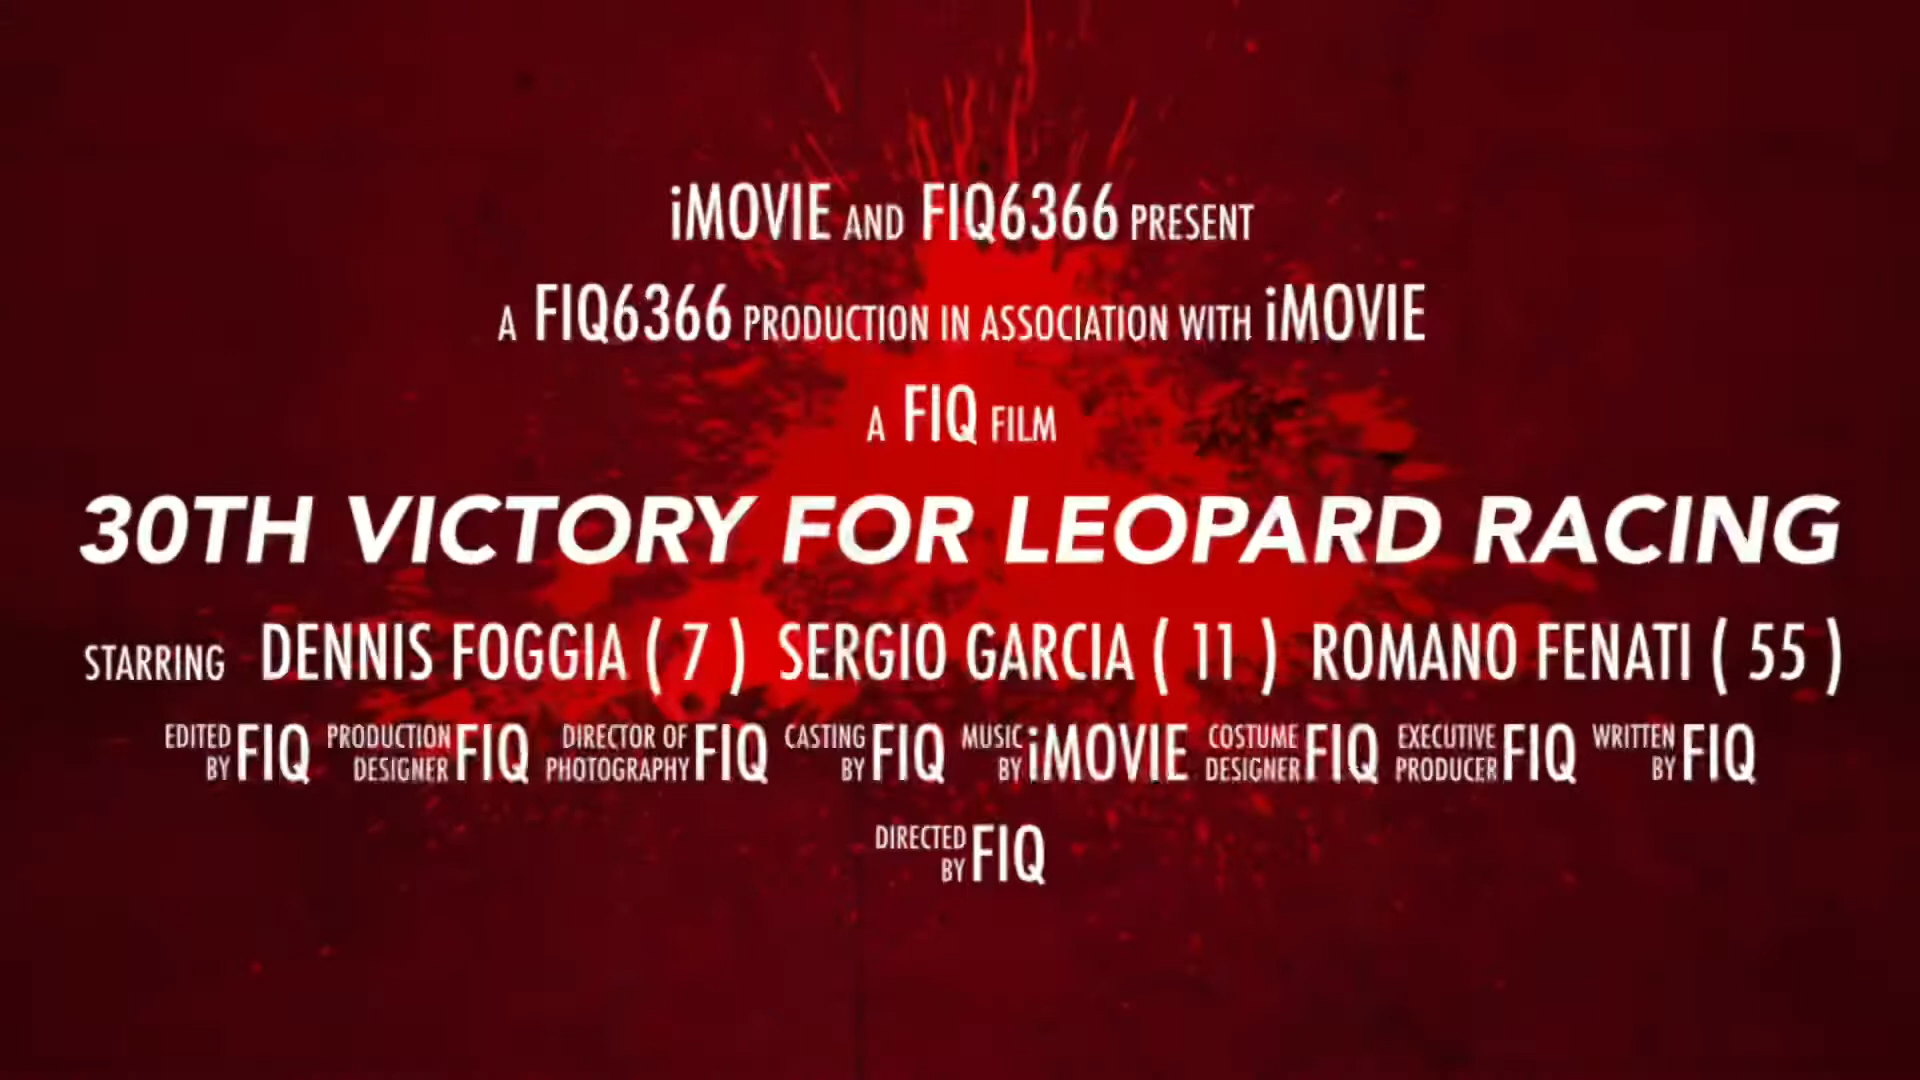 iMOVIE AND FIQ6366 PRESENT
A FIQ6366 PRODUCTION IN ASSOCIATION WITH iMOVIE
A FIQ FILM
30TH VICTORY FOR LEOPARD RACING
STARRING DENNIS FOGGIA ( 7 ) SERGIO GARCIA ( 11 ) ROMANO FENATI ( 55 )
EDITED BY FIQ PRODUCTION DESIGNER FIQ DIRECTOR OF PHOTOGRAPHY FIQ CASTING BY FIQ MUSIC BY iMOVIE COSTUME DESIGNER FIQ EXECUTIVE PRODUCER FIQ WRITTEN BY FIQ
DIRECTED BY FIQ